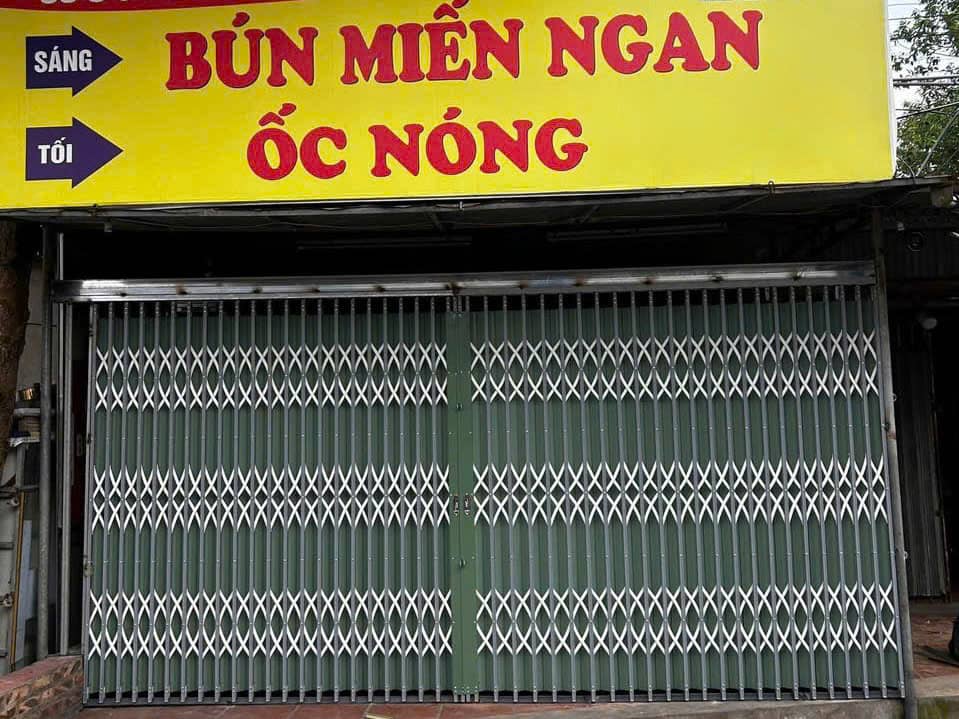 SÁNG BÚN MIẾN NGAN
TỐI ỐC NÓNG